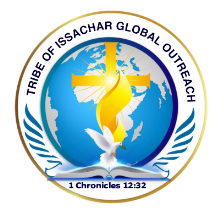 TRIBE OF ISSACHAR GLOBAL OUTREACH
1 Chronicles 12:32